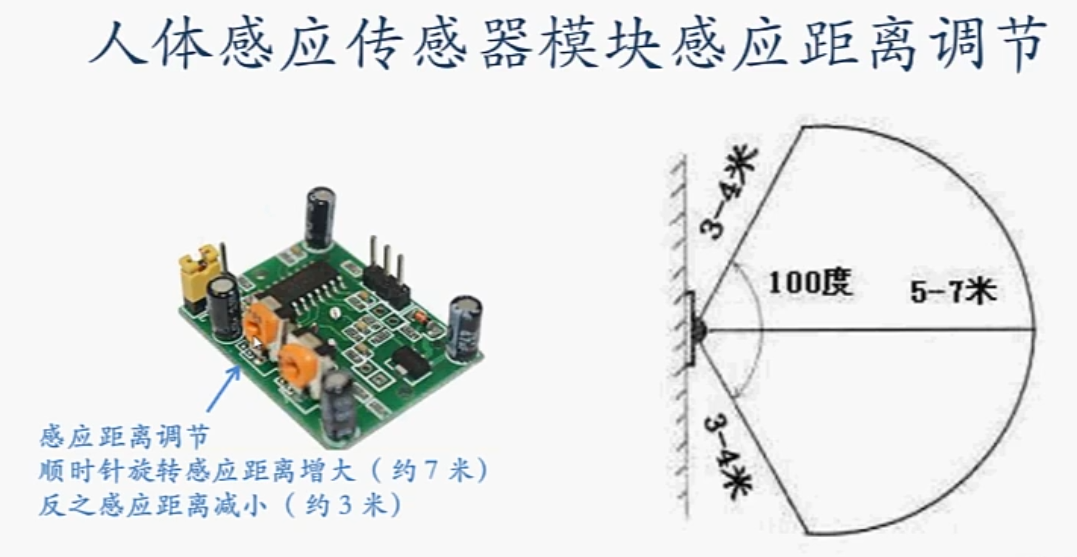 人体感应传感器模块感应距离调节
3-4米
100度
5-7米
3-4米
感应距离调节
顺时针旋转感应距离增大（约7米）
反之感应距离减小（约3米）